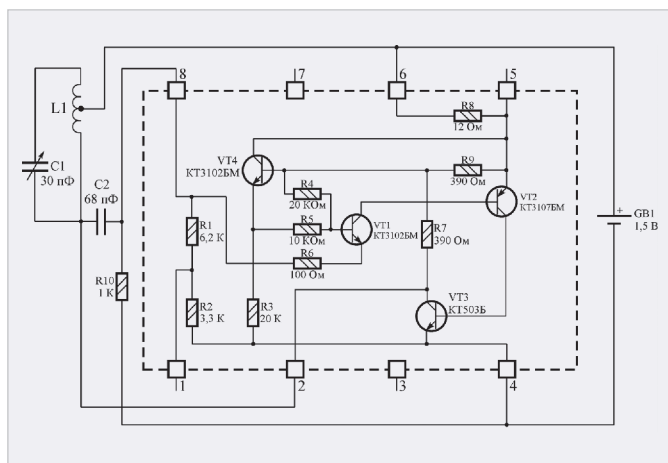 8
7
6
5
L1
R8
12 Ом
VT4
КТ3102БМ
R9
390 Ом
C1
30 пФ
C2
68 пФ
R4
20 КОм
VT2
КТ3107БМ
GB1
1,5 В
+
R1
6,2 К
R5
10 КОм
VT1
КТ3102БМ
R7
390 Ом
R6
100 Ом
R10
1 К
R2
3,3 К
R3
20 К
VT3
КТ503Б
1
2
3
4